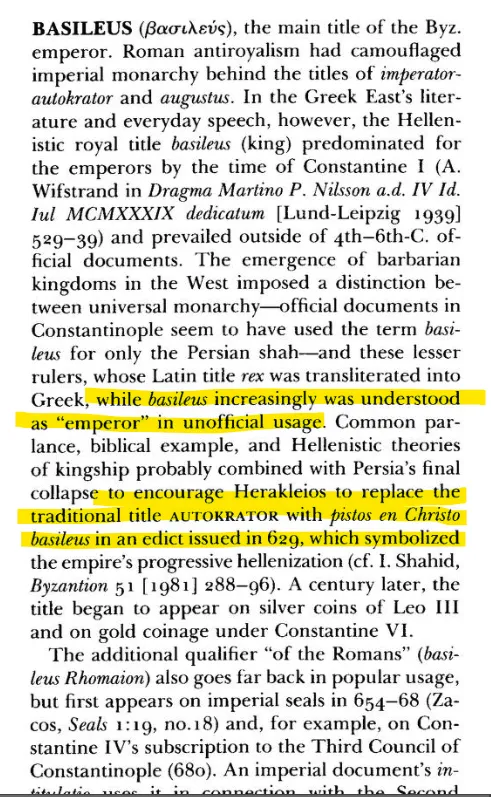 BASILEUS (βασιλεύς), the main title of the Byz.
emperor. Roman antiroyalism had camouflaged
imperial monarchy behind the titles of imperator-
autokrator and augustus. In the Greek East's liter-
ature and everyday speech, however, the Hellen-
istic royal title basileus (king) predominated for
the emperors by the time of Constantine I (A.
Wifstrand in Dragma Martino P. Nilsson a.d. IV Id.
Iul MCMXXXIX dedicatum [Lund-Leipzig 1939]
529–39) and prevailed outside of 4th–6th-C. of-
ficial documents. The emergence of barbarian
kingdoms in the West imposed a distinction be-
tween universal monarchy—official documents in
Constantinople seem to have used the term basi-
leus for only the Persian shah—and these lesser
rulers, whose Latin title rex was transliterated into
Greek, while basileus increasingly was understood
as "emperor" in unofficial usage. Common par-
lance, biblical example, and Hellenistic theories
of kingship probably combined with Persia's final
collapse to encourage Herakleios to replace the
traditional title AUTOKRATOR with pistos en Christo
basileus in an edict issued in 629, which symbolized
the empire's progressive hellenization (cf. I. Shahid,
Byzantion 51 [1981] 288–96). A century later, the
title began to appear on silver coins of Leo III
and on gold coinage under Constantine VI.
The additional qualifier "of the Romans" (basi-
leus Rhomaion) also goes far back in popular usage,
but first appears on imperial seals in 654–68 (Za-
cos, Seals 1:19, no.18) and, for example, on Con-
stantine IV's subscription to the Third Council of
Constantinople (680). An imperial document's in-
titulatio uses it in connection with the Second